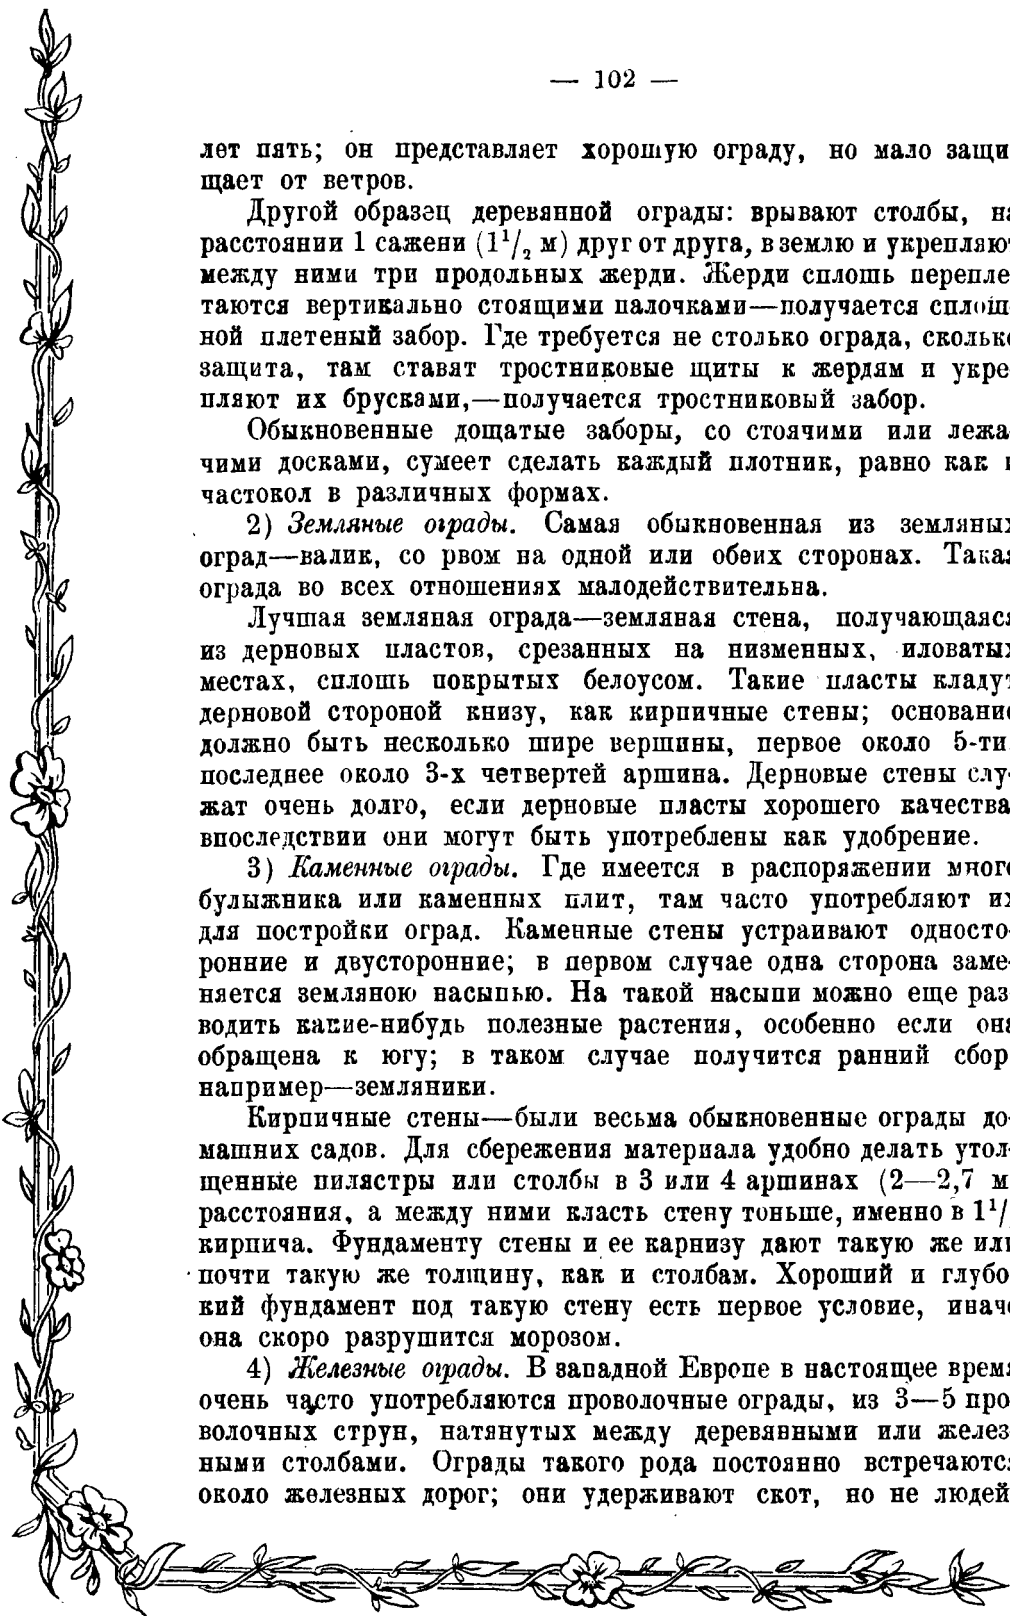 — 102 —
лет пять; он представляет хорошую ограду, но мало защи-
щает от ветров.
Другой образец деревянной ограды: врывают столбы, на
расстоянии 1 сажени (1¹/₂ м) друг от друга, в землю и укрепляют
между ними три продольных жерди. Жерди сплошь перепле-
таются вертикально стоящими палочками—получается сплош-
ной плетеный забор. Где требуется не столько ограда, сколько
защита, там ставят тростниковые щиты к жердям и укре-
пляют их брусками,—получается тростниковый забор.
Обыкновенные дощатые заборы, со стоячими или лежа-
чими досками, сумеет сделать каждый плотник, равно как и
частокол в различных формах.
2) Земляные ограды. Самая обыкновенная из земляных
оград—валик, со рвом на одной или обеих сторонах. Такая
ограда во всех отношениях малодействительна.
Лучшая земляная ограда—земляная стена, получающаяся
из дерновых пластов, срезанных на низменных, иловатых
местах, сплошь покрытых белоусом. Такие пласты кладут
дерновой стороной книзу, как кирпичные стены; основание
должно быть несколько шире вершины, первое около 5-ти,
последнее около 3-х четвертей аршина. Дерновые стены слу-
жат очень долго, если дерновые пласты хорошего качества
впоследствии они могут быть употреблены как удобрение.
3) Каменные ограды. Где имеется в распоряжении много
булыжника или каменных плит, там часто употребляют их
для постройки оград. Каменные стены устраивают односто-
ронние и двусторонние; в первом случае одна сторона заме-
няется земляною насыпью. На такой насыпи можно еще раз-
водить какие-нибудь полезные растения, особенно если она
обращена к югу; в таком случае получится ранний сбор
например—земляники.
Кирпичные стены—были весьма обыкновенные ограды до-
машних садов. Для сбережения материала удобно делать утол-
щенные пилястры или столбы в 3 или 4 аршинах (2—2,7 м
расстояния, а между ними класть стену тоньше, именно в 1¹/
кирпича. Фундаменту стены и ее карнизу дают такую же или
почти такую же толщину, как и столбам. Хороший и глубо-
кий фундамент под такую стену есть первое условие, иначе
она скоро разрушится морозом.
4) Железные ограды. В западной Европе в настоящее время
очень часто употребляются проволочные ограды, из 3—5 про-
волочных струн, натянутых между деревянными или желез-
ными столбами. Ограды такого рода постоянно встречаются
около железных дорог; они удерживают скот, но не людей